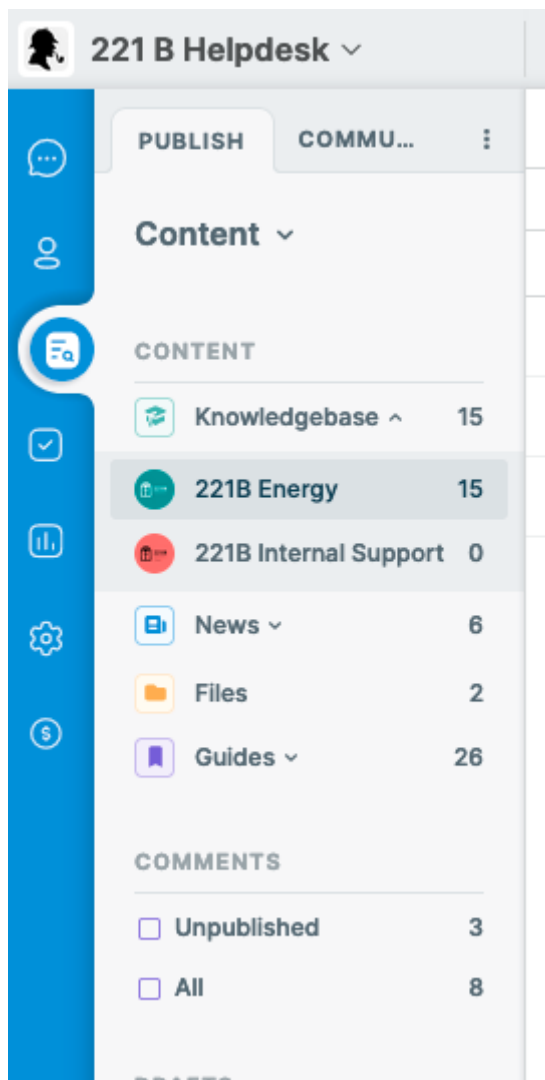 221 B Helpdesk
PUBLISH COMMU...
Content
CONTENT
Knowledgebase 15
221B Energy 15
221B Internal Support 0
News 6
Files 2
Guides 26
COMMENTS
Unpublished 3
All 8